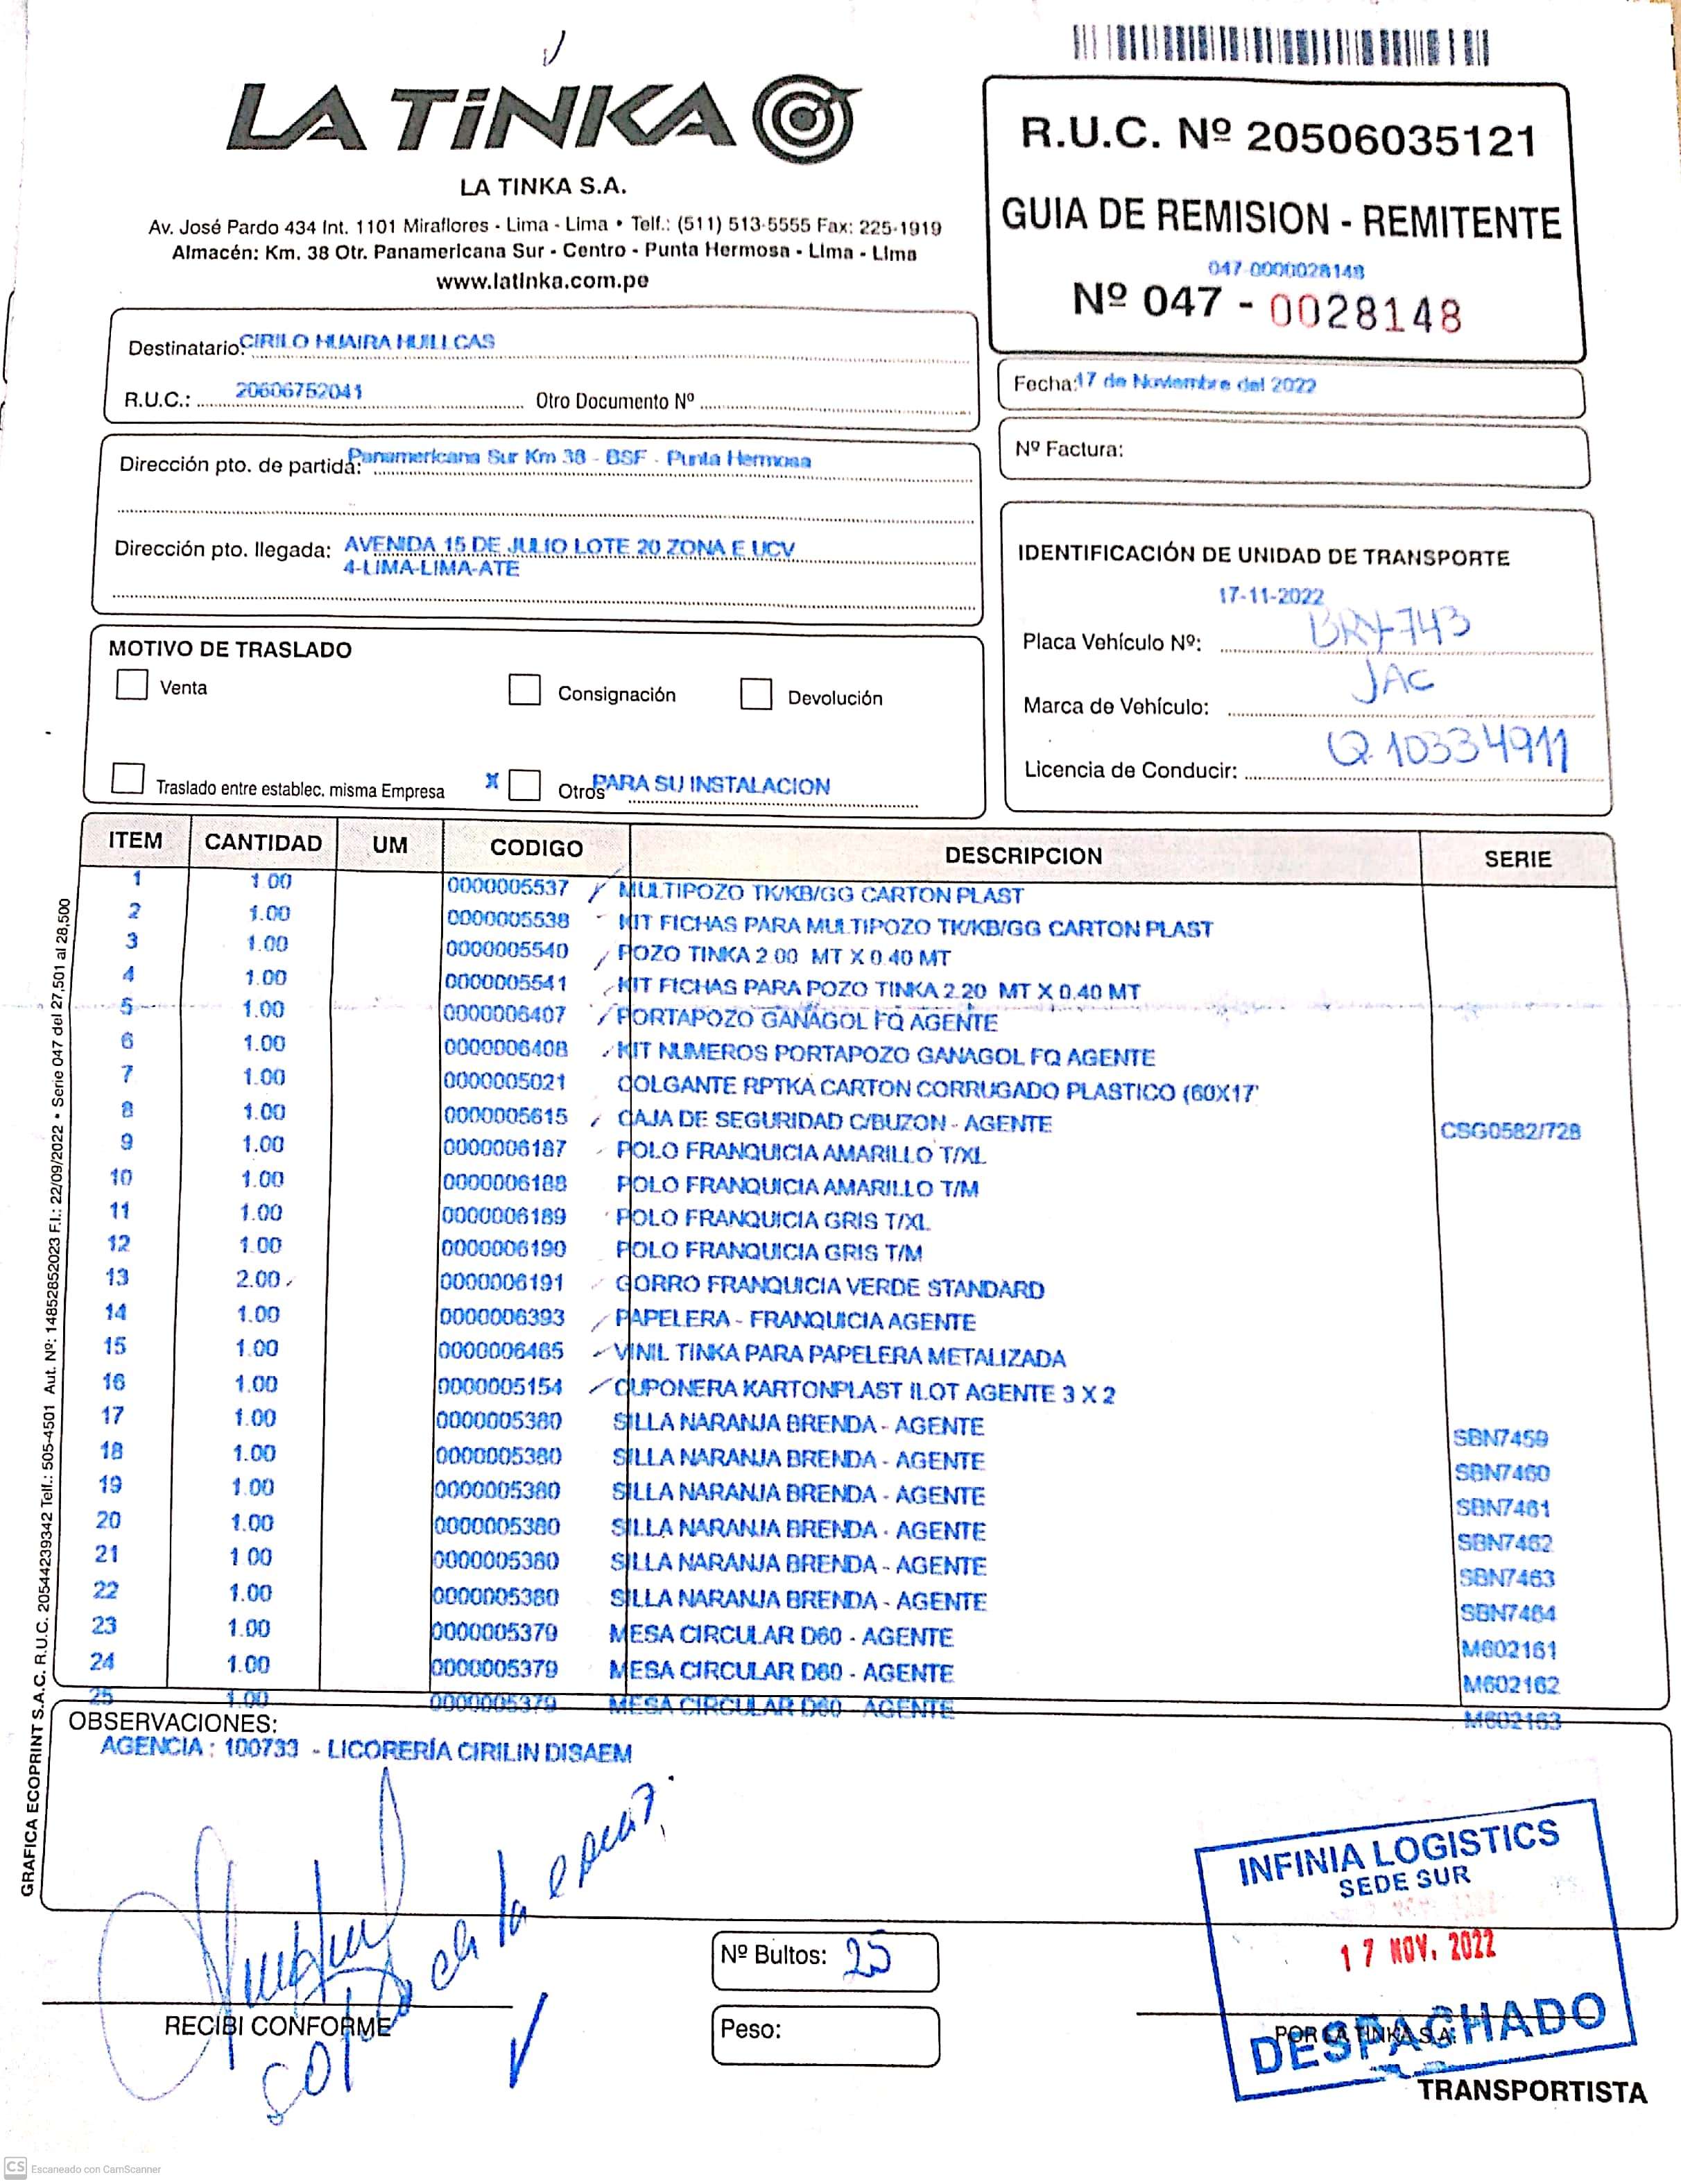 LA TiNKA
LA TINKA S.A.
Av. José Pardo 434 Int. 1101 Miraflores - Lima - Lima • Telf.: (511) 513-5555 Fax: 225-1919
Almacén: Km. 38 Otr. Panamericana Sur - Centro - Punta Hermosa - Lima - Lima
www.latinka.com.pe
R.U.C. Nº 20506035121
GUIA DE REMISION - REMITENTE
047-0000028148
Nº 047 - 0028148
Destinatario: CIRILO HUAIRA HUILLCAS
R.U.C.: 20606752041 Otro Documento Nº
Fecha: 17 de Noviembre del 2022
Nº Factura:
Dirección pto. de partida: Panamericana Sur Km 38 - BSF - Punta Hermosa
Dirección pto. llegada: AVENIDA 15 DE JULIO LOTE 20 ZONA E UCV
4-LIMA-LIMA-ATE
IDENTIFICACIÓN DE UNIDAD DE TRANSPORTE
17-11-2022
Placa Vehículo Nº: BRY-743
Marca de Vehículo: JAC
Licencia de Conducir: Q 10334911
MOTIVO DE TRASLADO
Venta Consignación Devolución
Traslado entre establec. misma Empresa X Otros PARA SU INSTALACION
ITEM CANTIDAD UM CODIGO DESCRIPCION SERIE
1 1.00 0000005537 MULTIPOZO TK/KB/GG CARTON PLAST
2 1.00 0000005538 KIT FICHAS PARA MULTIPOZO TK/KB/GG CARTON PLAST
3 1.00 0000005540 POZO TINKA 2.00 MT X 0.40 MT
4 1.00 0000005541 KIT FICHAS PARA POZO TINKA 2.20 MT X 0.40 MT
5 1.00 0000006407 PORTAPOZO GANAGOL FQ AGENTE
6 1.00 0000006408 KIT NUMEROS PORTAPOZO GANAGOL FQ AGENTE
7 1.00 0000005021 COLGANTE RPTKA CARTON CORRUGADO PLASTICO (60X17'
8 1.00 0000005615 CAJA DE SEGURIDAD C/BUZON - AGENTE CSG0582/728
9 1.00 0000006187 POLO FRANQUICIA AMARILLO T/XL
10 1.00 0000006188 POLO FRANQUICIA AMARILLO T/M
11 1.00 0000006189 POLO FRANQUICIA GRIS T/XL
12 1.00 0000006190 POLO FRANQUICIA GRIS T/M
13 2.00 0000006191 GORRO FRANQUICIA VERDE STANDARD
14 1.00 0000006393 PAPELERA - FRANQUICIA AGENTE
15 1.00 0000006465 VINIL TINKA PARA PAPELERA METALIZADA
16 1.00 0000005154 CUPONERA KARTONPLAST ILOT AGENTE 3 X 2
17 1.00 0000005380 SILLA NARANJA BRENDA - AGENTE SBN7459
18 1.00 0000005380 SILLA NARANJA BRENDA - AGENTE SBN7460
19 1.00 0000005380 SILLA NARANJA BRENDA - AGENTE SBN7461
20 1.00 0000005380 SILLA NARANJA BRENDA - AGENTE SBN7462
21 1 00 0000005380 SILLA NARANJA BRENDA - AGENTE SBN7463
22 1.00 0000005380 SILLA NARANJA BRENDA - AGENTE SBN7464
23 1.00 0000005379 MESA CIRCULAR D60 - AGENTE M602161
24 1.00 0000005379 MESA CIRCULAR D60 - AGENTE M602162
25 1.00 0000005379 MESA CIRCULAR D60 - AGENTE M602163
OBSERVACIONES:
AGENCIA : 100733 - LICORERÍA CIRILIN DISAEM
INFINIA LOGISTICS
SEDE SUR
17 NOV. 2022
DESPACHADO
Nº Bultos: 25
Peso:
RECIBI CONFORME
POR LA TINKA S.A.
TRANSPORTISTA
GRAFICA ECOPRINT S.A.C. R.U.C. 20544239342 Telf.: 505-4501 Aut. Nº: 14852852023 F.I.: 22/09/2022 • Serie 047 del 27,501 al 28,500
CS Escaneado con CamScanner